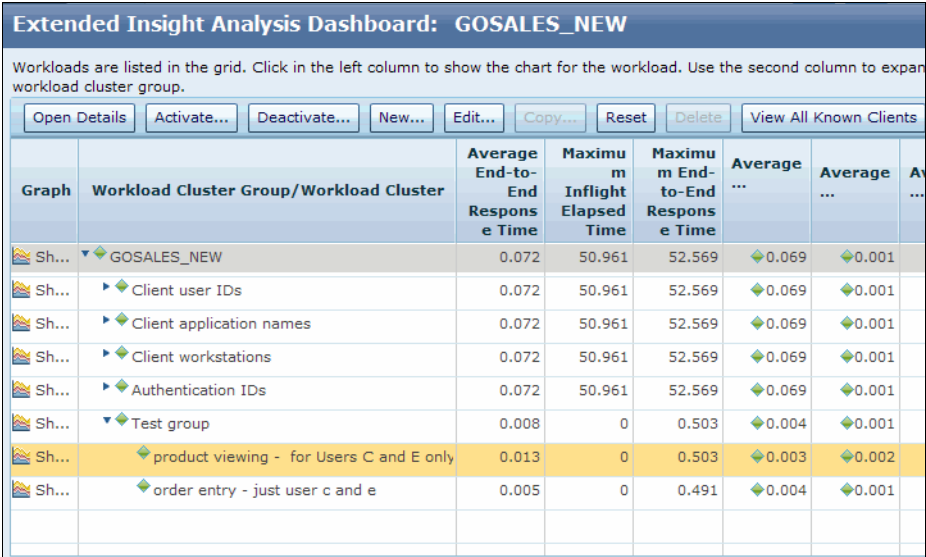 Extended Insight Analysis Dashboard: GOSALES_NEW
Workloads are listed in the grid. Click in the left column to show the chart for the workload. Use the second column to expan
workload cluster group.
Open Details Activate... Deactivate... New... Edit... Copy... Reset Delete View All Known Clients
Graph Workload Cluster Group/Workload Cluster Average End-to-End Respons e Time Maximu m Inflight Elapsed Time Maximu m End-to-End Respons e Time Average ... Average ... Av ...
Sh... GOSALES_NEW 0.072 50.961 52.569 0.069 0.001
Sh... Client user IDs 0.072 50.961 52.569 0.069 0.001
Sh... Client application names 0.072 50.961 52.569 0.069 0.001
Sh... Client workstations 0.072 50.961 52.569 0.069 0.001
Sh... Authentication IDs 0.072 50.961 52.569 0.069 0.001
Sh... Test group 0.008 0 0.503 0.004 0.001
Sh... product viewing - for Users C and E only 0.013 0 0.503 0.003 0.002
Sh... order entry - just user c and e 0.005 0 0.491 0.004 0.001